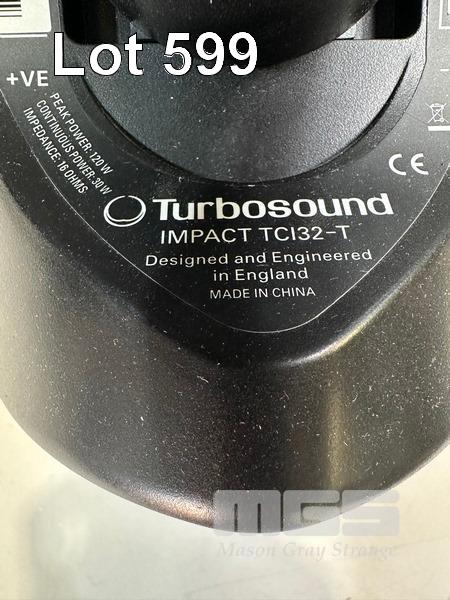 Lot 599
+VE
PEAK POWER: 120 W
CONTINUOUS POWER: 30 W
IMPEDANCE: 16 OHMS
CE
Turbosound
IMPACT TCI32-T
Designed and Engineered
in England
MADE IN CHINA
MGS
Mason Gray Strange